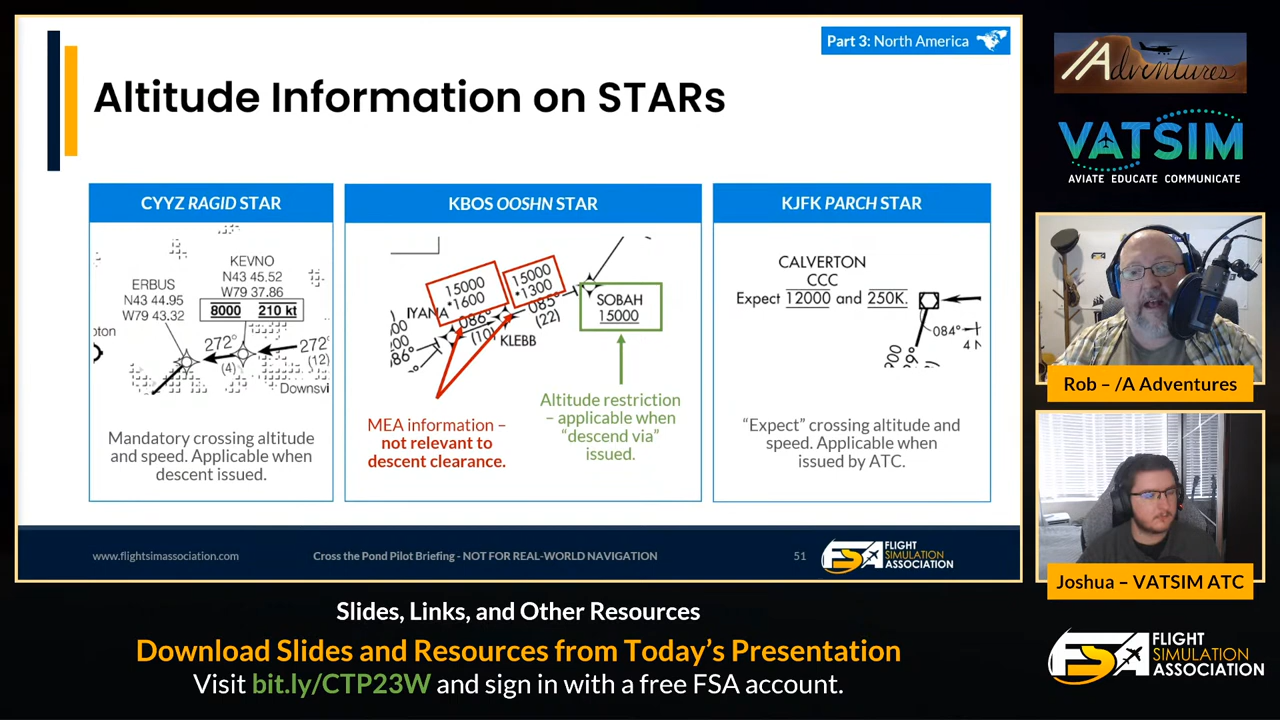 Part 3: North America
Altitude Information on STARs
CYYZ RAGID STAR
KEVNO
N43 45.52
W79 37.86
8000 210 kt
ERBUS
N43 44.95
W79 43.32
272°
(4)
272°
(12)
Downsvi
Mandatory crossing altitude
and speed. Applicable when
descent issued.
KBOS OOSHN STAR
15000
*1600
15000
*1300
SOBAH
15000
IYANA
086°
(10)
085°
(22)
KLEBB
MEA information –
not relevant to
descent clearance.
Altitude restriction
– applicable when
“descend via”
issued.
KJFK PARCH STAR
CALVERTON
CCC
Expect 12000 and 250K.
084°
“Expect” crossing altitude and
speed. Applicable when
issued by ATC.
www.flightsimassociation.com
Cross the Pond Pilot Briefing - NOT FOR REAL-WORLD NAVIGATION
51
FSA FLIGHT
SIMULATION
ASSOCIATION
/Adventures
VATSIM
AVIATE EDUCATE COMMUNICATE
Rob – /A Adventures
Joshua – VATSIM ATC
Slides, Links, and Other Resources
Download Slides and Resources from Today’s Presentation
Visit bit.ly/CTP23W and sign in with a free FSA account.
FSA FLIGHT
SIMULATION
ASSOCIATION